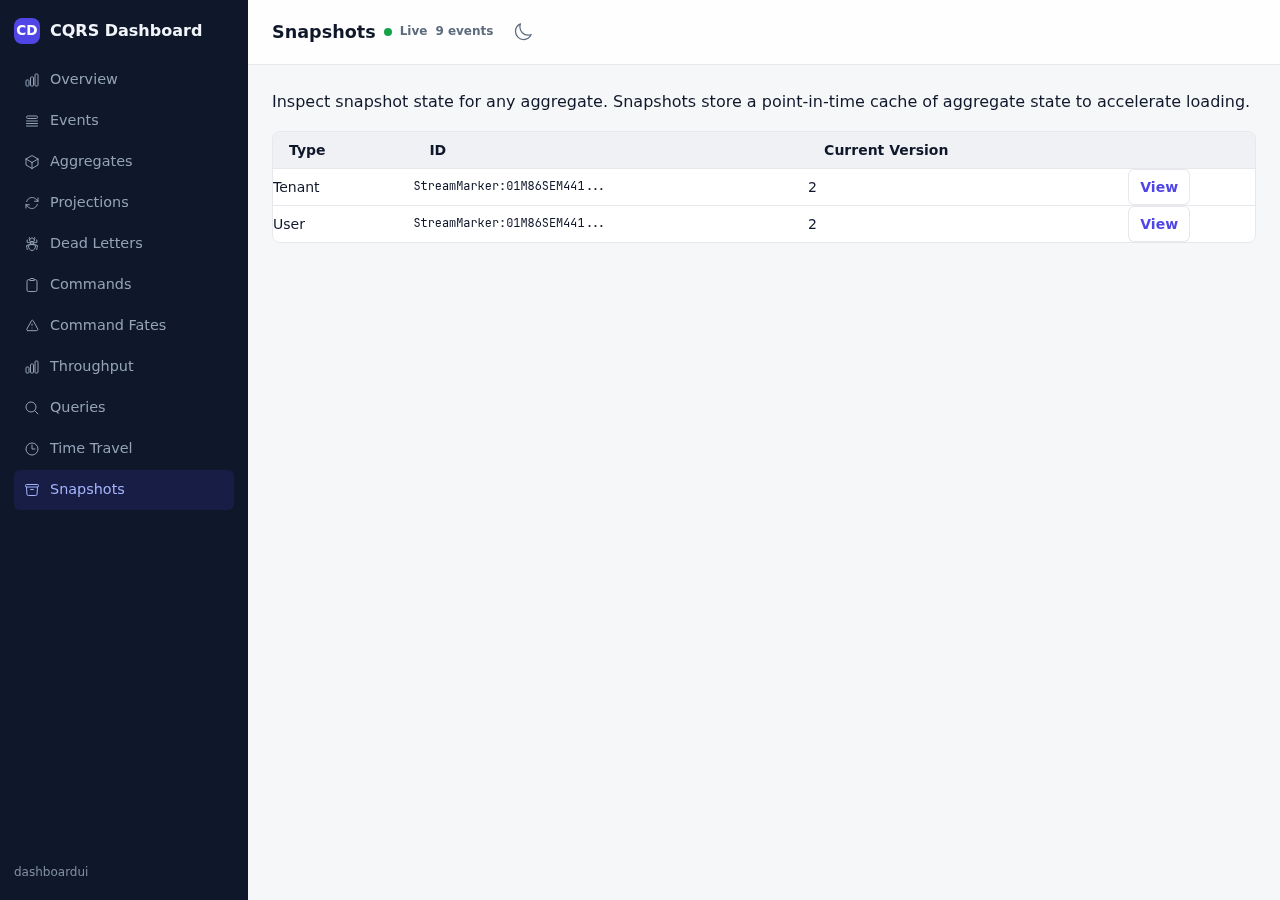 CD CQRS Dashboard
Overview
Events
Aggregates
Projections
Dead Letters
Commands
Command Fates
Throughput
Queries
Time Travel
Snapshots
dashboardui
Snapshots Live 9 events
Inspect snapshot state for any aggregate. Snapshots store a point-in-time cache of aggregate state to accelerate loading.
Type ID Current Version
Tenant StreamMarker:01M86SEM441... 2 View
User StreamMarker:01M86SEM441... 2 View